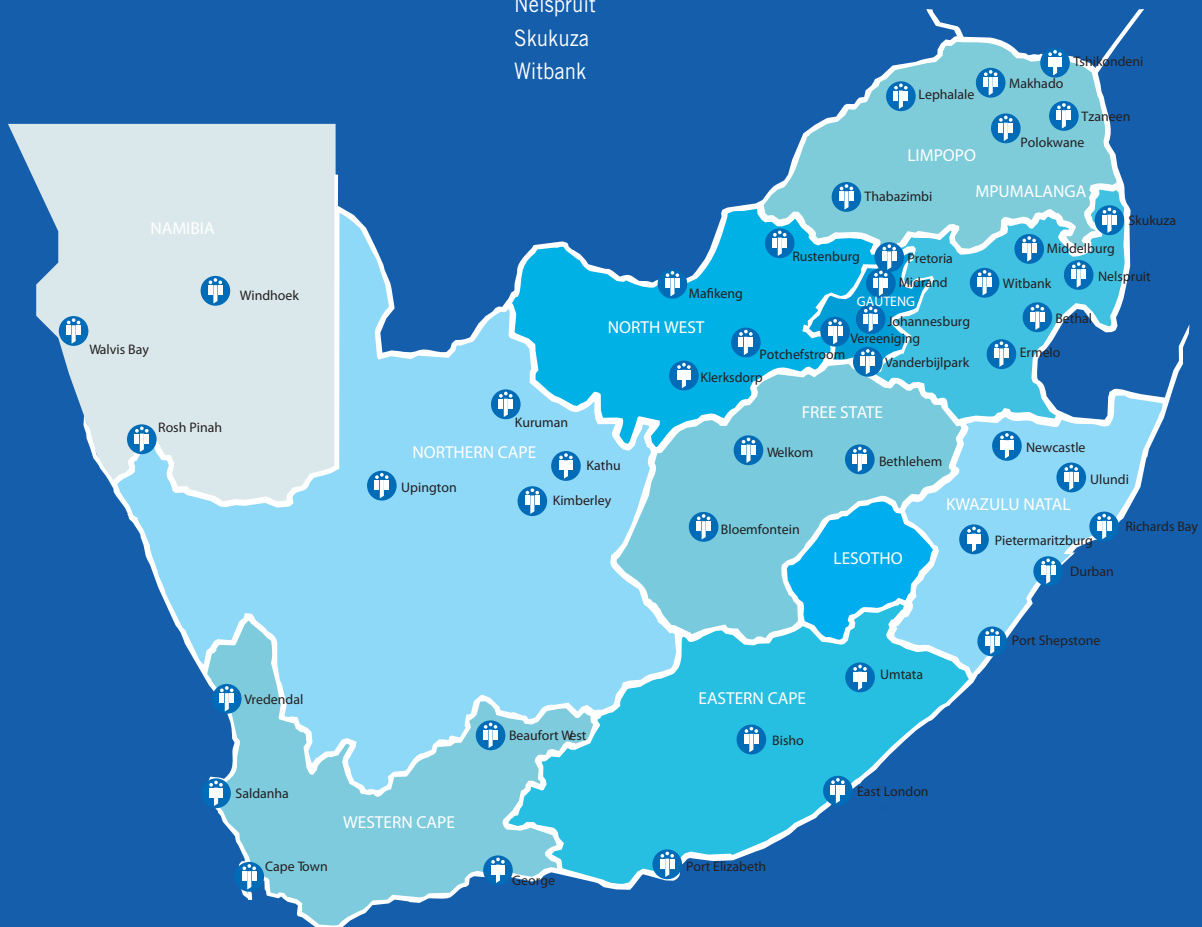 Nelspruit
Skukuza
Witbank
Tshikondeni
Makhado
Lephalale
Tzaneen
Polokwane
LIMPOPO
MPUMALANGA
Thabazimbi
Skukuza
NAMIBIA
Middelburg
Rustenburg
Pretoria
Nelspruit
Midrand
Witbank
Windhoek
Mafikeng
GAUTENG
Bethal
Johannesburg
NORTH WEST
Vereeniging
Walvis Bay
Potchefstroom
Ermelo
Vanderbijlpark
Klerksdorp
FREE STATE
Kuruman
Rosh Pinah
Newcastle
NORTHERN CAPE
Welkom
Bethlehem
Kathu
Ulundi
Upington
Kimberley
KWAZULU NATAL
Richards Bay
Bloemfontein
Pietermaritzburg
LESOTHO
Durban
Port Shepstone
Umtata
EASTERN CAPE
Vredendal
Beaufort West
Bisho
East London
Saldanha
WESTERN CAPE
Cape Town
Port Elizabeth
George